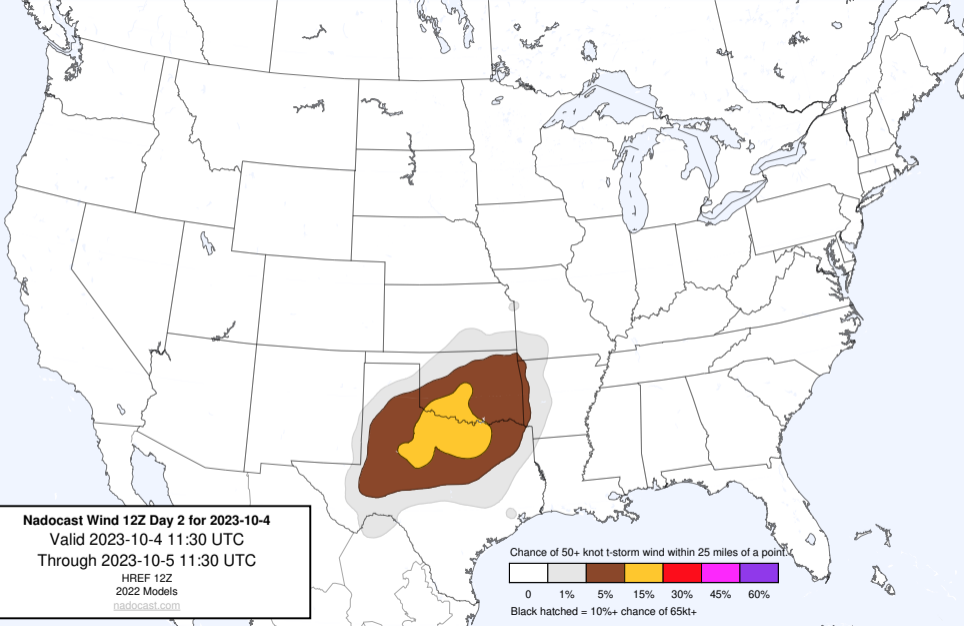 Nadocast Wind 12Z Day 2 for 2023-10-4
Valid 2023-10-4 11:30 UTC
Through 2023-10-5 11:30 UTC
HREF 12Z
2022 Models
nadocast.com
Chance of 50+ knot t-storm wind within 25 miles of a point.
0 1% 5% 15% 30% 45% 60%
Black hatched = 10%+ chance of 65kt+